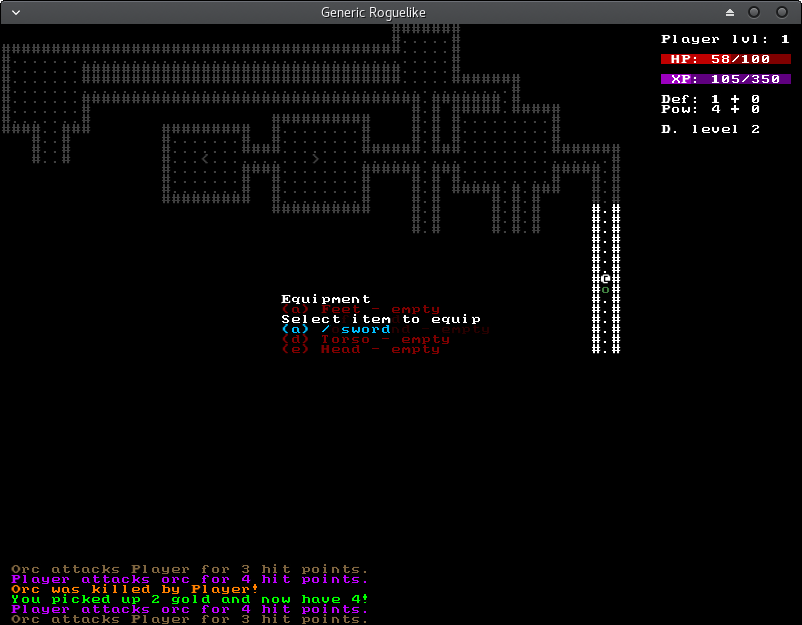 Generic Roguelike
Player lvl: 1
HP: 58/100
XP: 105/350
Def: 1 + 0
Pow: 4 + 0
D. level 2
Equipment
(a) Feet - empty
Select item to equip
(a) / sword - empty
(d) Torso - empty
(e) Head - empty
Orc attacks Player for 3 hit points.
Player attacks orc for 4 hit points.
Orc was killed by Player!
You picked up 2 gold and now have 4!
Player attacks orc for 4 hit points.
Orc attacks Player for 3 hit points.